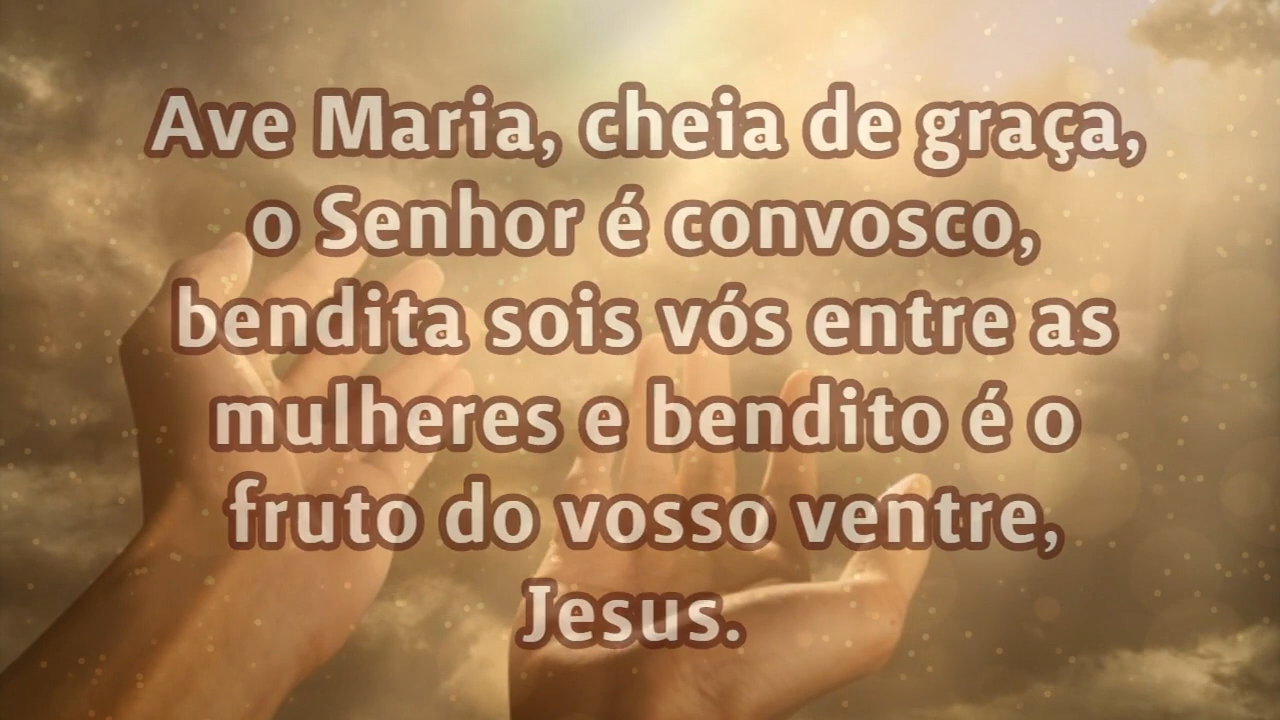 Ave Maria, cheia de graça,
o Senhor é convosco,
bendita sois vós entre as
mulheres e bendito é o
fruto do vosso ventre,
Jesus.